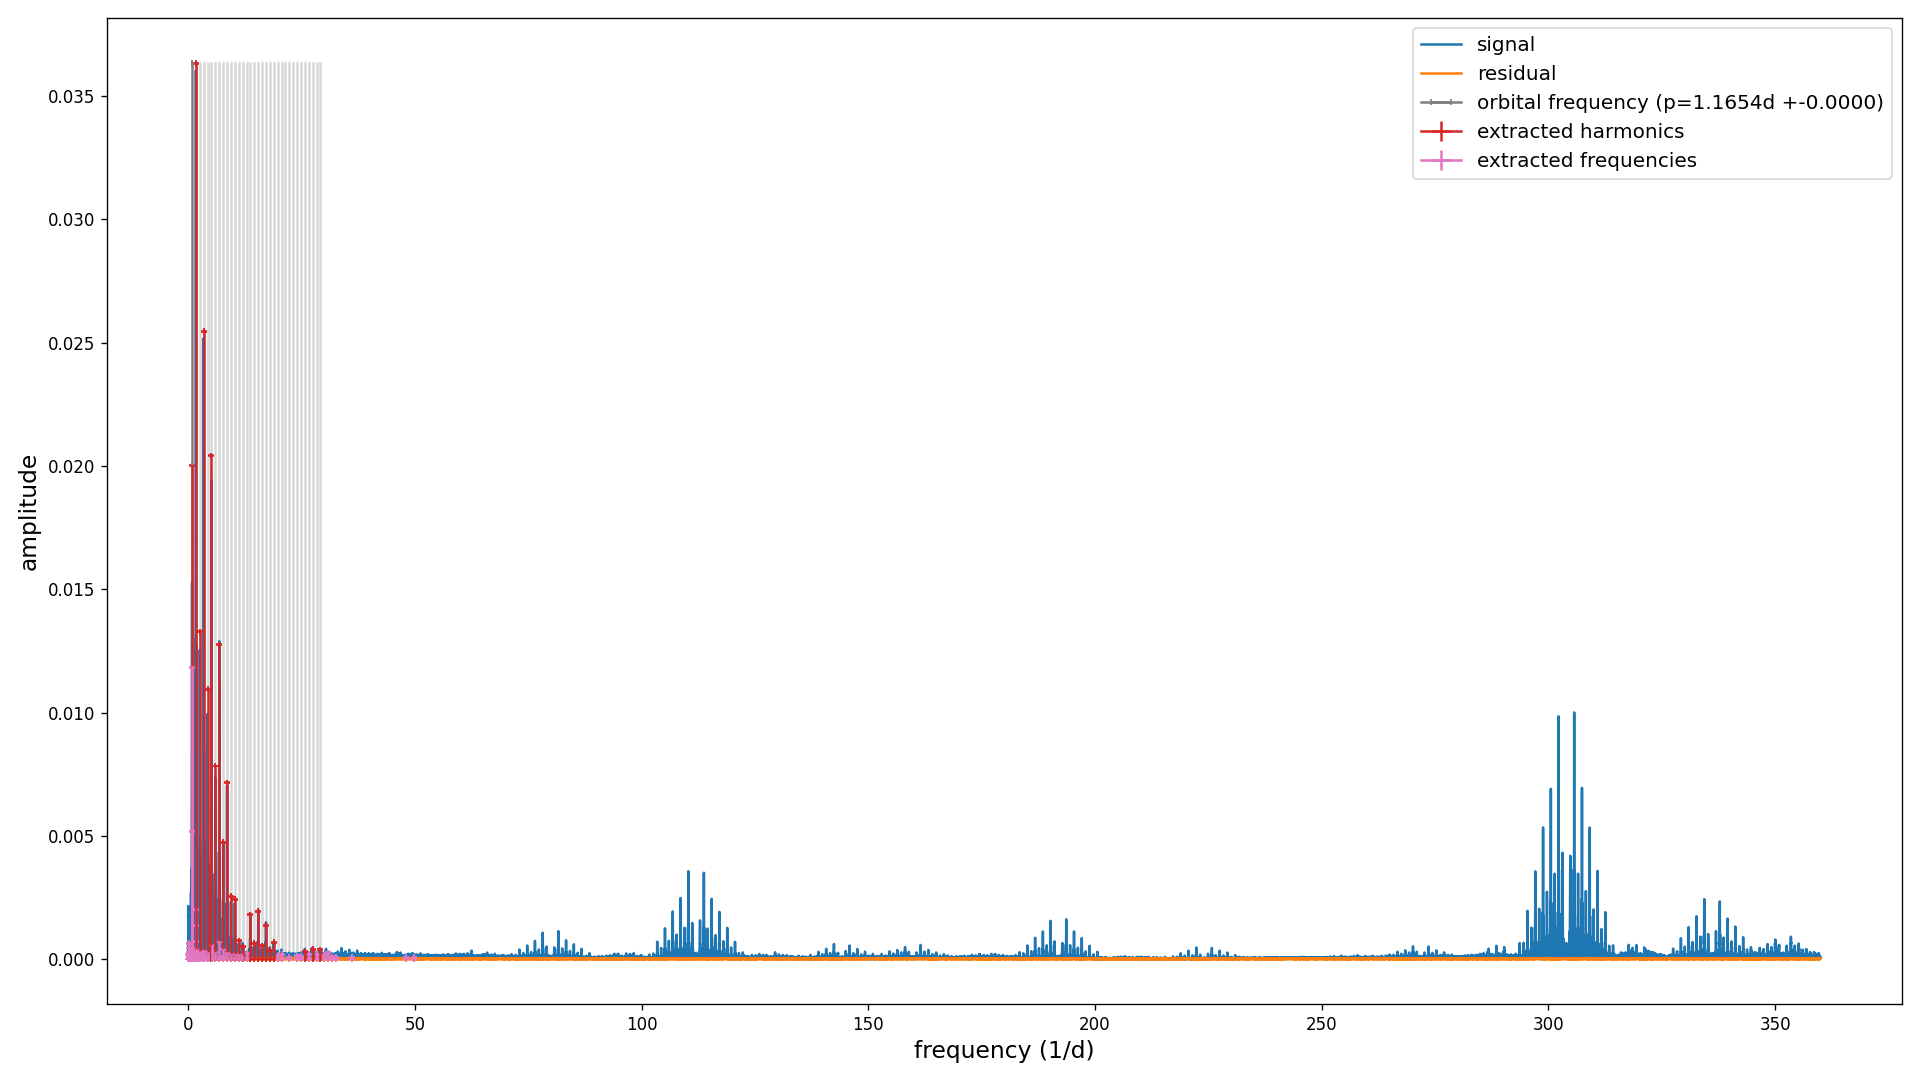 signal
residual
orbital frequency (p=1.1654d +-0.0000)
extracted harmonics
extracted frequencies
0.035
0.030
0.025
0.020
0.015
0.010
0.005
0.000
amplitude
0 50 100 150 200 250 300 350
frequency (1/d)